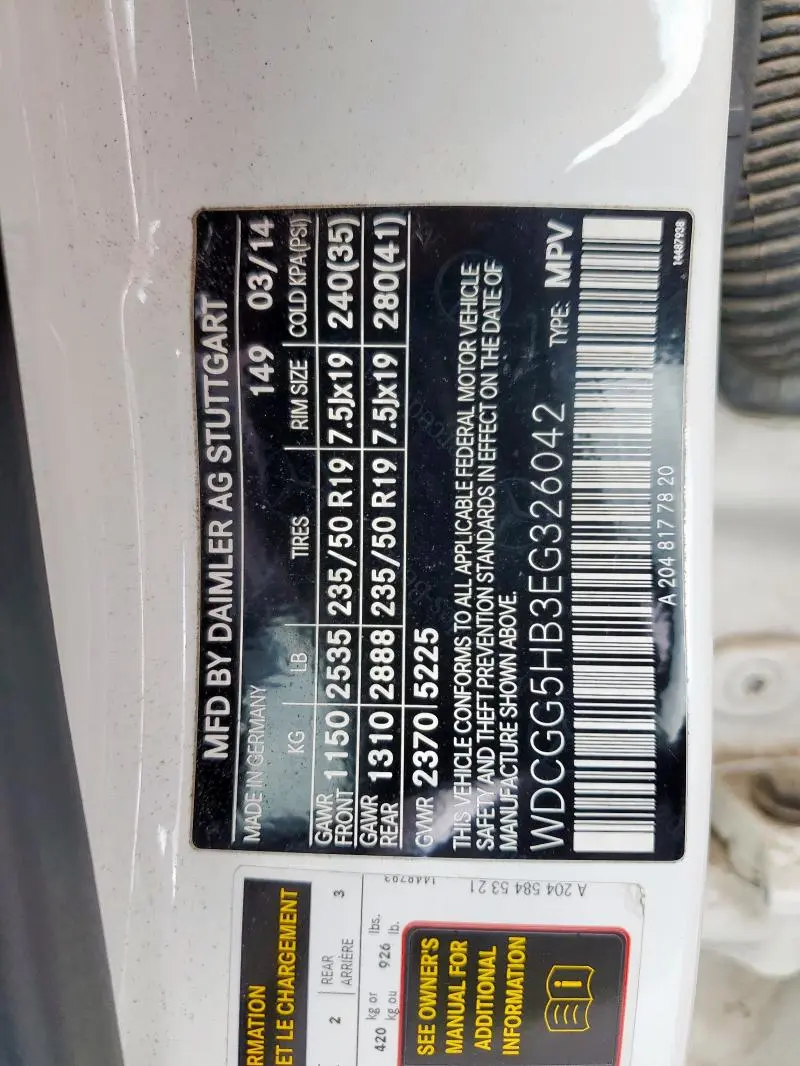 MFD BY DAIMLER AG STUTTGART
MADE IN GERMANY 149 03/14
KG LB TIRES RIM SIZE COLD KPA(PSI)
GAWR
FRONT 1150 2535 235/50 R19 7.5Jx19 240(35)
GAWR
REAR 1310 2888 235/50 R19 7.5Jx19 280(41)
GVWR 2370 5225
THIS VEHICLE CONFORMS TO ALL APPLICABLE FEDERAL MOTOR VEHICLE
SAFETY AND THEFT PREVENTION STANDARDS IN EFFECT ON THE DATE OF
MANUFACTURE SHOWN ABOVE.
WDCGG5HB3EG326042 TYPE: MPV
14487938
A 204 817 78 20
RMATION
ET LE CHARGEMENT
2 REAR
ARRIÈRE 3
420 kg or 926 lbs.
kg ou lb.
SEE OWNER'S
MANUAL FOR
ADDITIONAL
INFORMATION
A 204 584 53 21